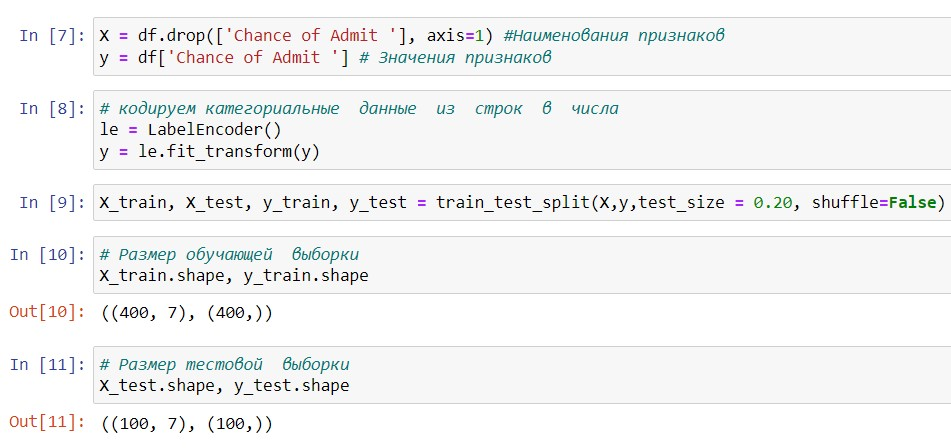 In [7]: X = df.drop(['Chance of Admit '], axis=1) #Наименования признаков
y = df['Chance of Admit '] # Значения признаков
In [8]: # кодируем категориальные данные из строк в числа
le = LabelEncoder()
y = le.fit_transform(y)
In [9]: X_train, X_test, y_train, y_test = train_test_split(X,y,test_size = 0.20, shuffle=False)
In [10]: # Размер обучающей выборки
X_train.shape, y_train.shape
Out[10]: ((400, 7), (400,))
In [11]: # Размер тестовой выборки
X_test.shape, y_test.shape
Out[11]: ((100, 7), (100,))